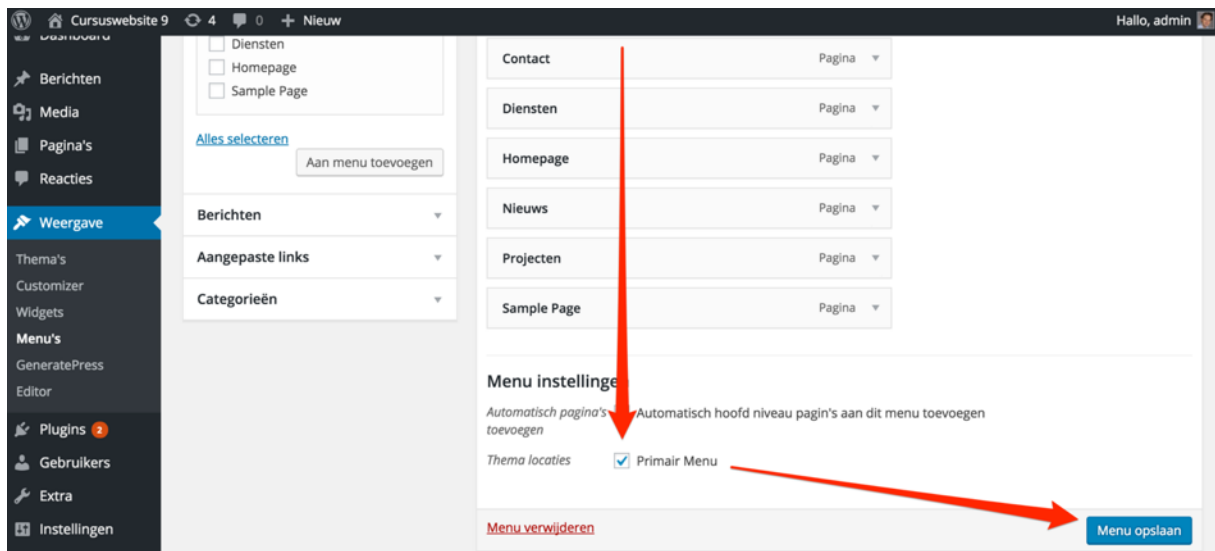 Cursuswebsite 9 4 0 + Nieuw Hallo, admin
Dashboard
Berichten
Media
Pagina's
Reacties
Weergave
Thema's
Customizer
Widgets
Menu's
GeneratePress
Editor
Plugins 2
Gebruikers
Extra
Instellingen
Diensten
Homepage
Sample Page
Alles selecteren
Aan menu toevoegen
Berichten
Aangepaste links
Categorieën
Contact Pagina
Diensten Pagina
Homepage Pagina
Nieuws Pagina
Projecten Pagina
Sample Page Pagina
Menu instellingen
Automatisch pagina's Automatisch hoofd niveau pagin's aan dit menu toevoegen
toevoegen
Thema locaties Primair Menu
Menu verwijderen Menu opslaan